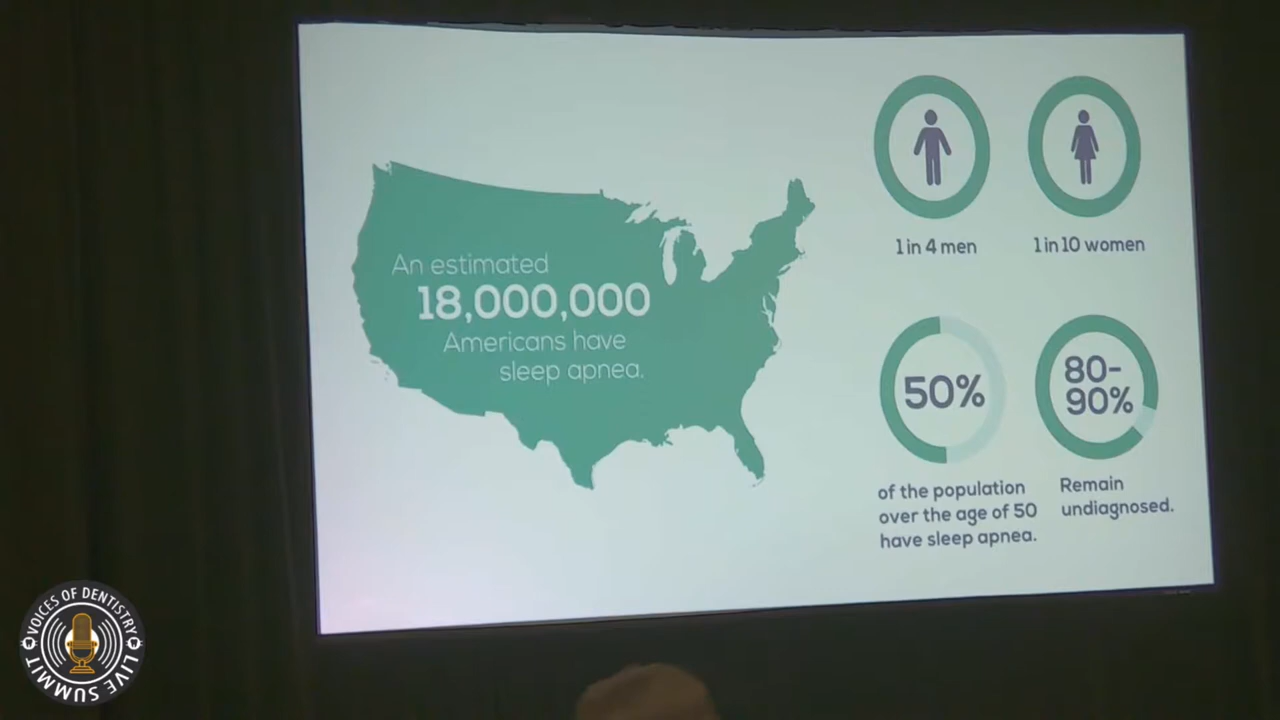 An estimated
18,000,000
Americans have
sleep apnea.
1 in 4 men
1 in 10 women
50%
of the population
over the age of 50
have sleep apnea.
80-
90%
Remain
undiagnosed.
VOICES OF DENTISTRY
LIVE SUMMIT